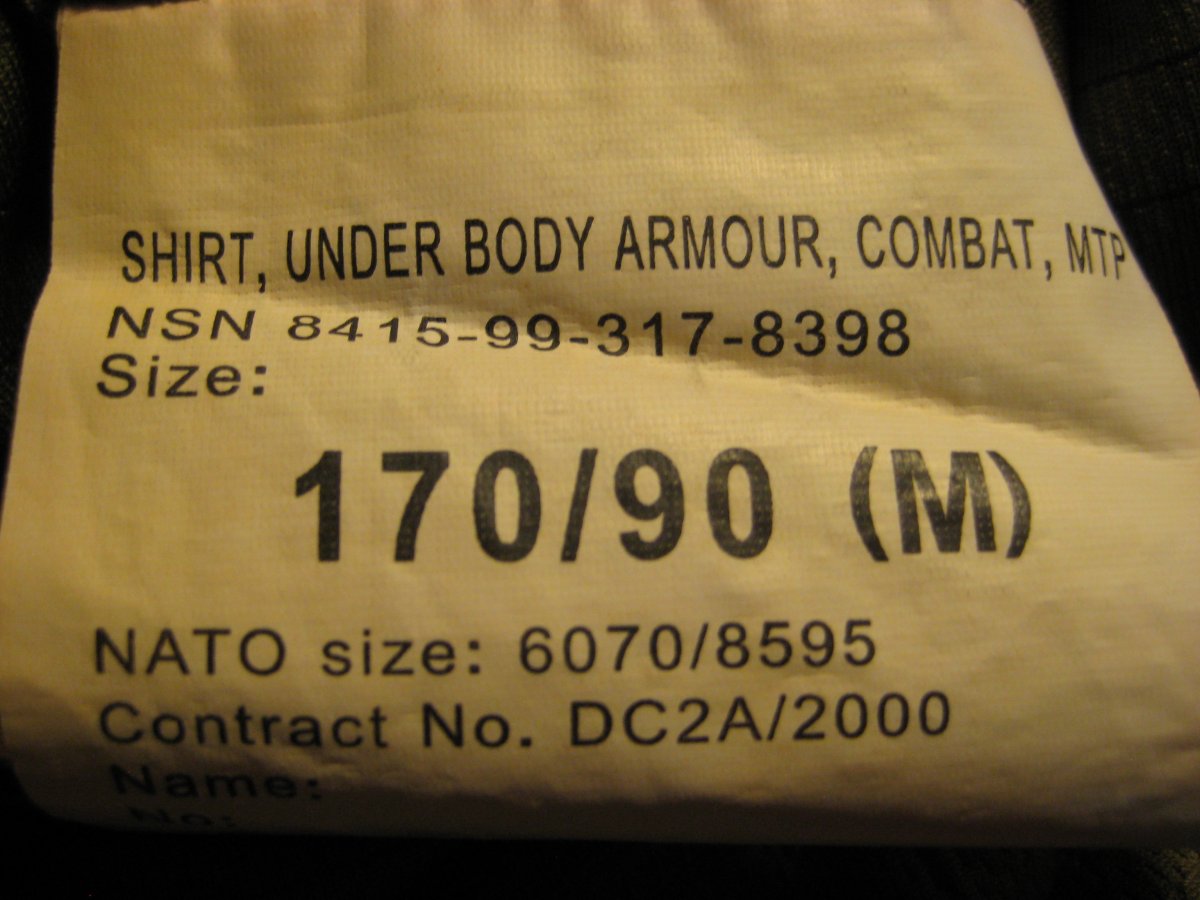 SHIRT, UNDER BODY ARMOUR, COMBAT, MTP
NSN 8415-99-317-8398
Size:
170/90 (M)
NATO size: 6070/8595
Contract No. DC2A/2000
Name:
No: